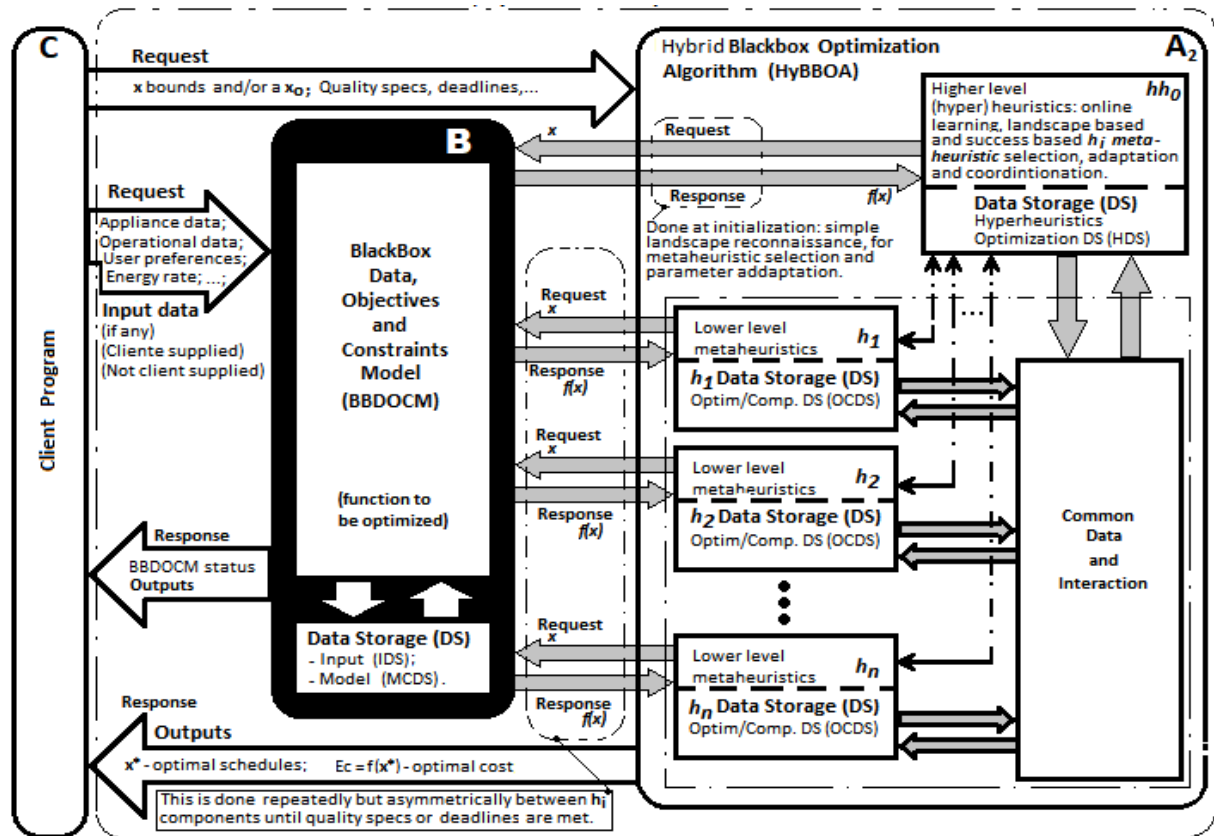 C
Client Program
Request
x bounds and/or a x₀; Quality specs, deadlines,...
Request
Appliance data;
Operational data;
User preferences;
Energy rate; ...;
Input data
(if any)
(Cliente supplied)
(Not client supplied)
Response
BBDOCM status
Outputs
Response
Outputs
x* - optimal schedules; Ec = f(x*) - optimal cost
B
BlackBox
Data,
Objectives
and
Constraints
Model
(BBDOCM)
(function to
be optimized)
Data Storage (DS)
- Input (IDS);
- Model (MCDS).
x
Request
Response
f(x)
Done at initialization: simple
landscape reconnaissance, for
metaheuristic selection and
parameter addaptation.
Request
x
Response
f(x)
Request
x
Response
f(x)
Request
x
Response
f(x)
This is done repeatedly but asymmetrically between hi
components until quality specs or deadlines are met.
Hybrid Blackbox Optimization
Algorithm (HyBBOA)
A₂
Higher level hh₀
(hyper) heuristics: online
learning, landscape based
and success based hi meta-
heuristic selection, adaptation
and coordintionation.
Data Storage (DS)
Hyperheuristics
Optimization DS (HDS)
...
Lower level
metaheuristics h₁
h₁ Data Storage (DS)
Optim/Comp. DS (OCDS)
Lower level
metaheuristics h₂
h₂ Data Storage (DS)
Optim/Comp. DS (OCDS)
Lower level
metaheuristics hn
hn Data Storage (DS)
Optim/Comp. DS (OCDS)
Common
Data
and
Interaction